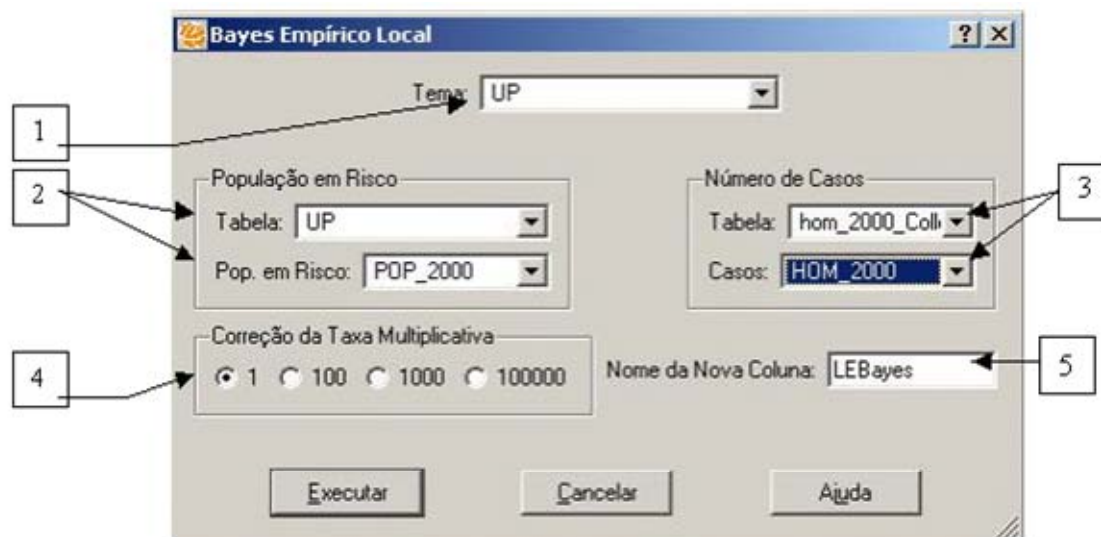 Bayes Empírico Local
Tema: UP
1
População em Risco
Número de Casos
2
3
Tabela: UP
Tabela: hom_2000_Coll
Pop. em Risco: POP_2000
Casos: HOM_2000
Correção da Taxa Multiplicativa
4
1 100 1000 100000
Nome da Nova Coluna: LEBayes
5
Executar
Cancelar
Ajuda